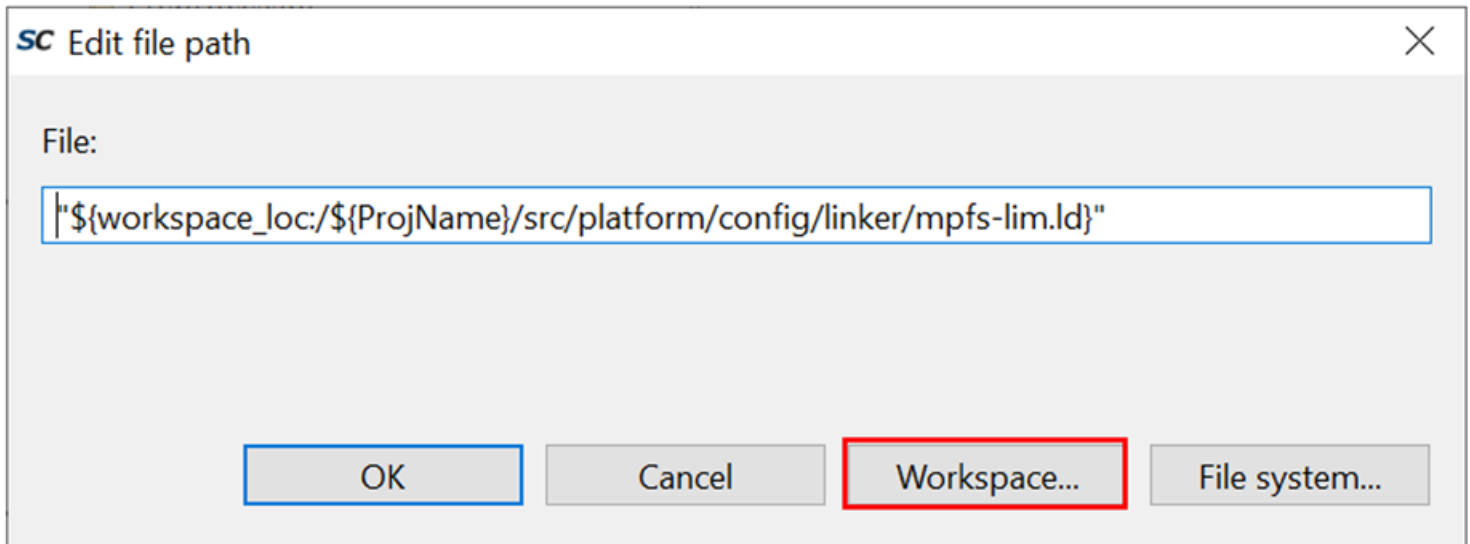 SC Edit file path
File:
"${workspace_loc:/${ProjName}/src/platform/config/linker/mpfs-lim.ld}"
OK Cancel Workspace... File system...